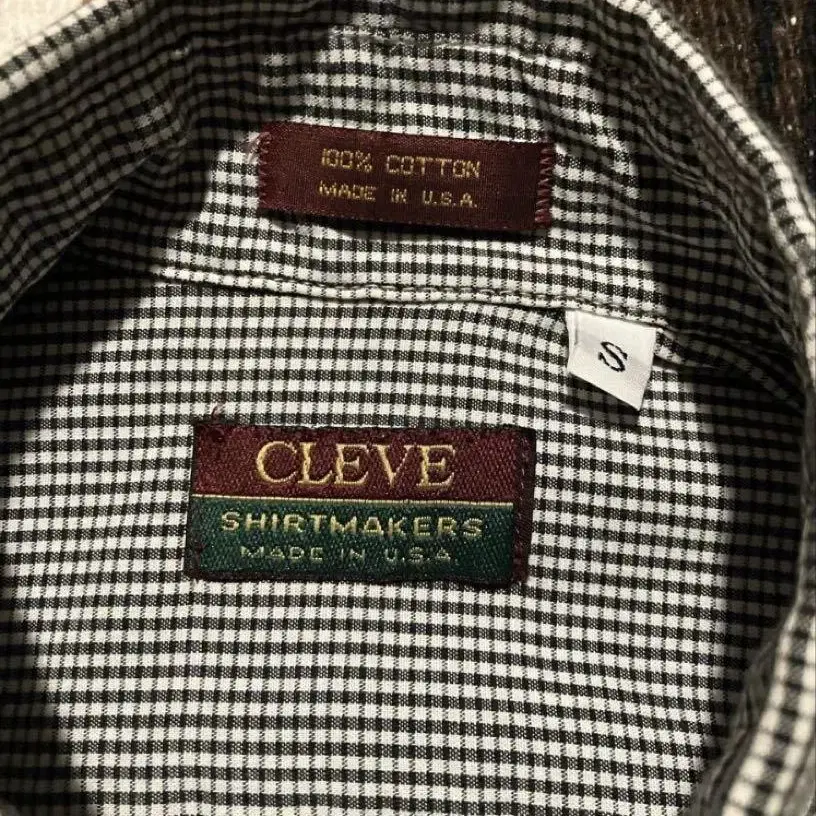 100% COTTON
MADE IN U.S.A.
S
CLEVE
SHIRTMAKERS
MADE IN U.S.A.